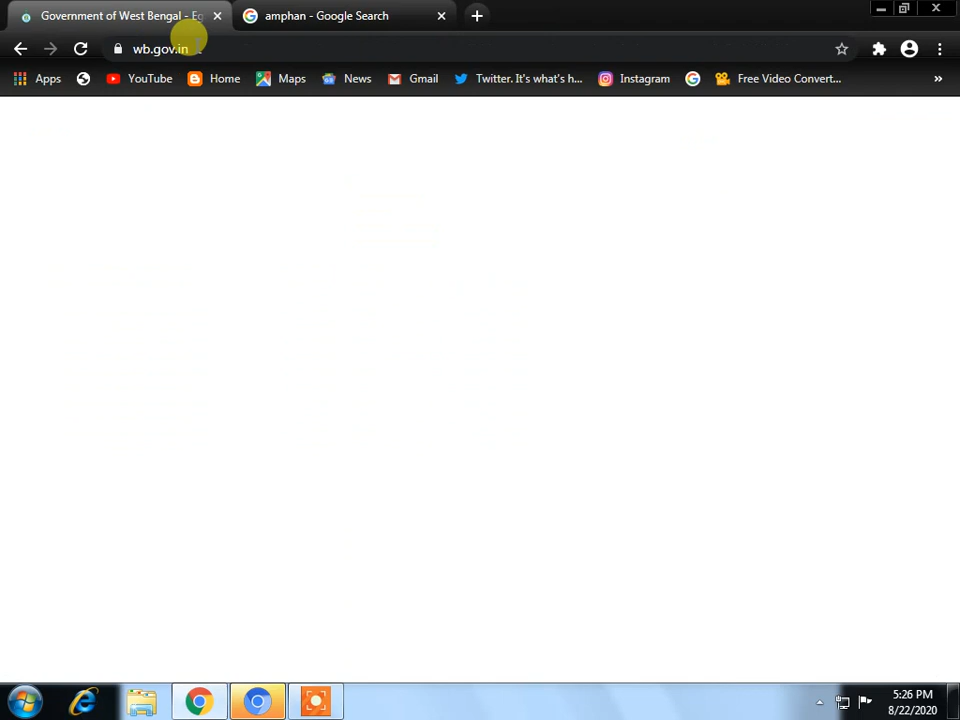 Government of West Bengal - Eg
amphan - Google Search
wb.gov.in
Apps
YouTube
Home
Maps
News
Gmail
Twitter. It's what's h...
Instagram
Free Video Convert...
»
5:26 PM
8/22/2020